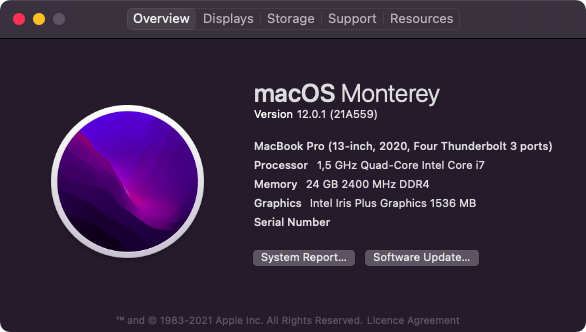 Overview Displays Storage Support Resources
macOS Monterey
Version 12.0.1 (21A559)
MacBook Pro (13-inch, 2020, Four Thunderbolt 3 ports)
Processor 1,5 GHz Quad-Core Intel Core i7
Memory 24 GB 2400 MHz DDR4
Graphics Intel Iris Plus Graphics 1536 MB
Serial Number
System Report... Software Update...
™ and © 1983-2021 Apple Inc. All Rights Reserved. Licence Agreement